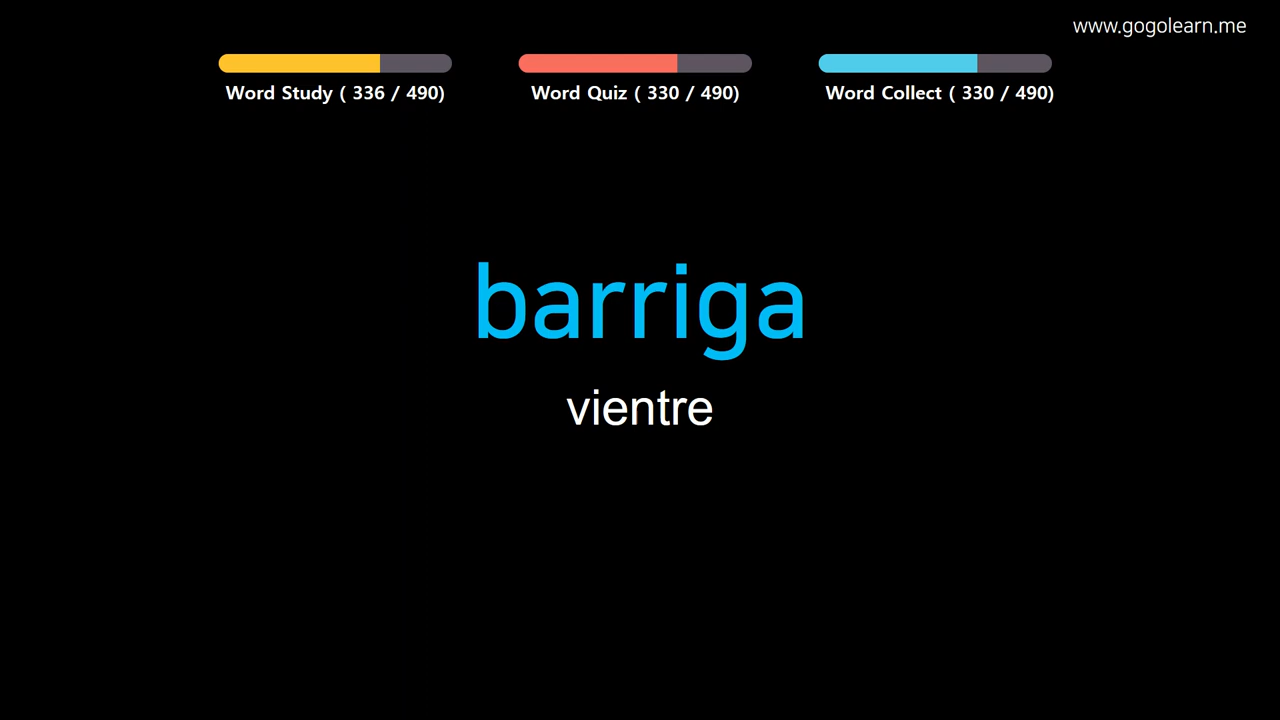 www.gogolearn.me
Word Study ( 336 / 490)
Word Quiz ( 330 / 490)
Word Collect ( 330 / 490)
barriga
vientre